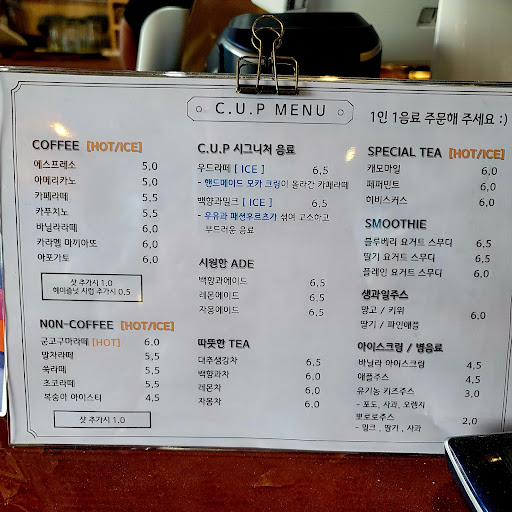 C.U.P MENU
1인 1음료 주문해 주세요 :)
COFFEE [HOT/ICE]
에스프레소 5,0
아메리카노 5,0
카페라떼 5,5
카푸치노 5,5
바닐라라떼 6,0
카라멜 마끼아또 6,0
아포가토 6,0
샷 추가시 1.0
헤이즐넛 시럽 추가시 0.5
NON-COFFEE [HOT/ICE]
군고구마라떼 [HOT] 6.0
말차라떼 5,5
쑥라떼 5,5
초코라떼 5,5
복숭아 아이스티 4,5
샷 추가시 1.0
C.U.P 시그니처 음료
우드라떼 [ ICE ] 6,5
- 핸드메이드 모카 크림이 올라간 카페라떼
백향과밀크 [ ICE ] 6,5
- 우유과 패션후르츠가 섞여 고소하고
부드러운 음료
시원한 ADE
백향과에이드 6,5
레몬에이드 6,5
자몽에이드 6,5
따뜻한 TEA
대추생강차 6,5
백향과차 6,0
레몬차 6,0
자몽차 6,0
SPECIAL TEA [HOT/ICE]
캐모마일 6,0
페퍼민트 6,0
히비스커스 6,0
SMOOTHIE
블루베리 요거트 스무디 6,5
딸기 요거트 스무디 6,5
플레인 요거트 스무디 6,0
생과일주스
망고 / 키위 6,0
딸기 / 파인애플
아이스크림 / 병음료
바닐라 아이스크림 4,5
애플주스 4,5
유기농 키즈주스 3,0
- 포도, 사과, 오렌지
뽀로로주스 2,0
- 밀크, 딸기, 사과